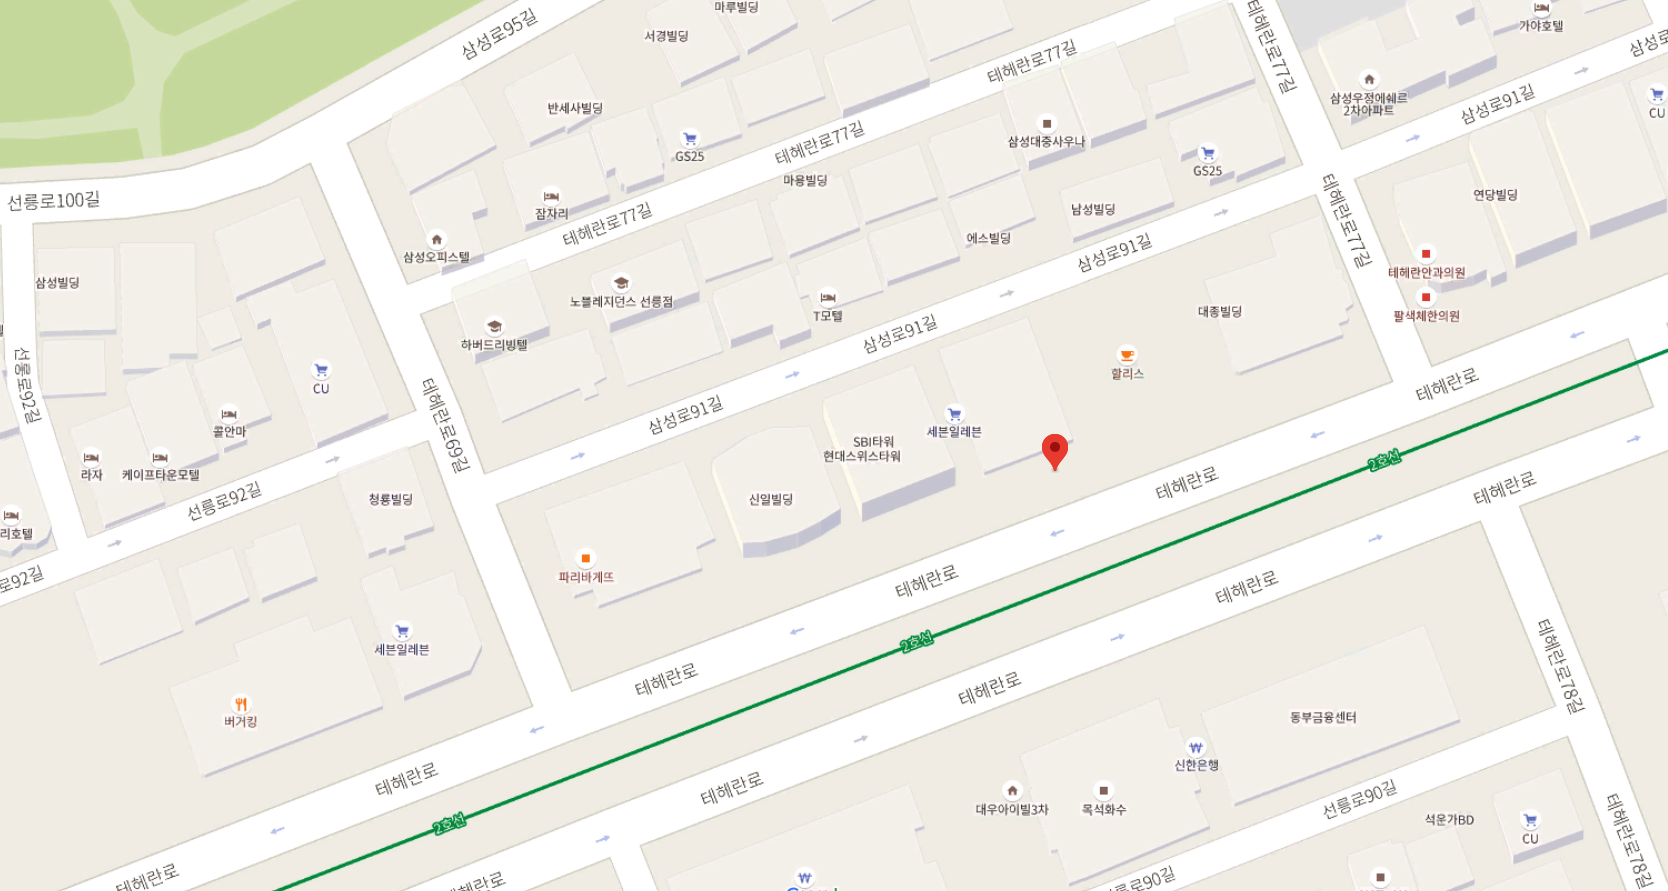 마루빌딩
삼성로95길
서경빌딩
가야호텔
테헤란로77길
테헤란로77길
삼성우정에쉐르
2차아파트
삼성로91길
CU
반세사빌딩
GS25
테헤란로77길
삼성대중사우나
GS25
마용빌딩
선릉로100길
잠자리
테헤란로77길
남성빌딩
테헤란로77길
연당빌딩
삼성오피스텔
에스빌딩
삼성로91길
테헤란안과의원
팔색체한의원
삼성빌딩
노블레지던스 선릉점
T모텔
대종빌딩
하버드리빙텔
삼성로91길
할리스
선릉로92길
CU
테헤란로69길
삼성로91길
세븐일레븐
테헤란로
콜안마
라자
케이프타운모텔
SBI타워
현대스위스타워
2호선
선릉로92길
청룡빌딩
신일빌딩
테헤란로
테헤란로
리호텔
로92길
파리바게뜨
테헤란로
테헤란로
세븐일레븐
2호선
테헤란로78길
버거킹
테헤란로
테헤란로
동부금융센터
신한은행
테헤란로
테헤란로
대우아이빌3차
목석화수
선릉로90길
석운가BD
CU
테헤란로78길
2호선
테헤란로
테헤란로
릉로90길